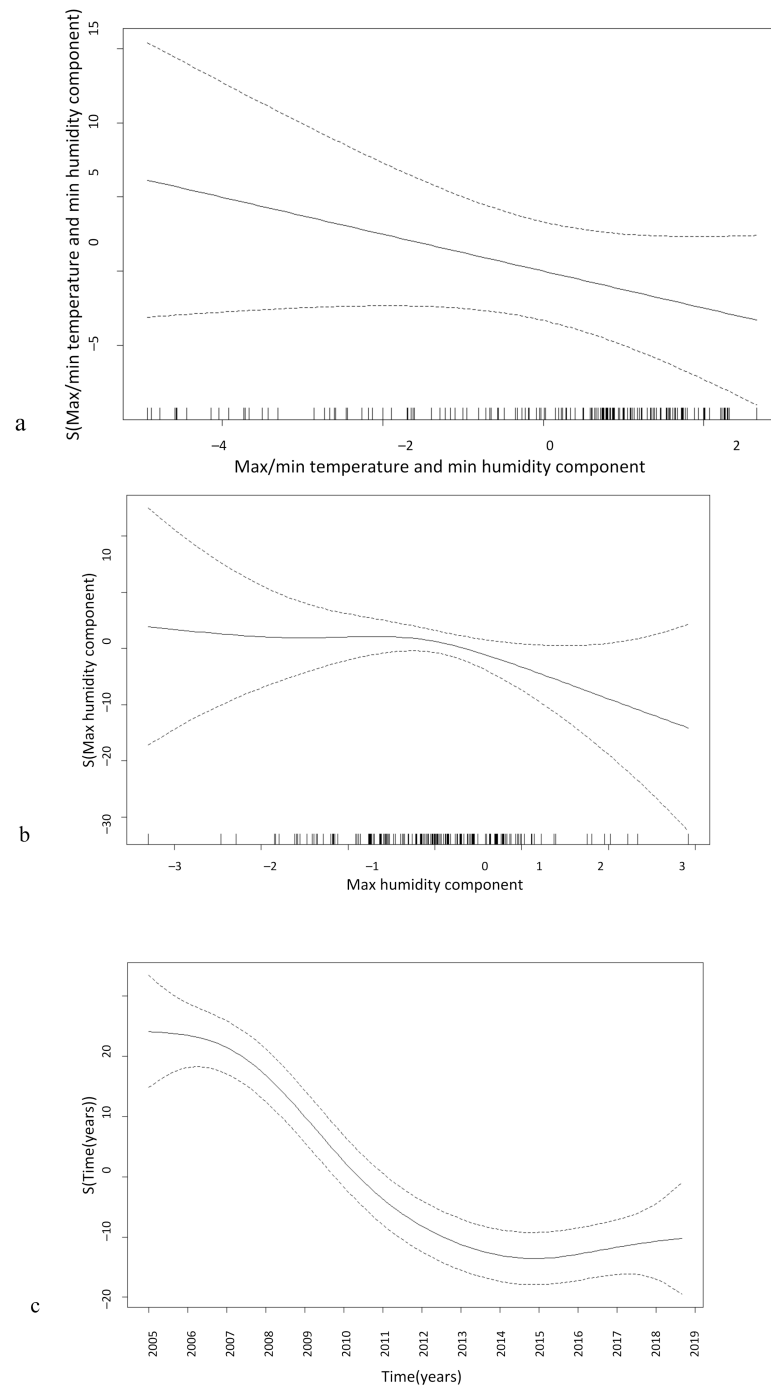 S(Max/min temperature and min humidity component)
15
10
5
0
–5
a
–4 –2 0 2
Max/min temperature and min humidity component
S(Max humidity component)
10
0
–10
–20
–30
b
–3 –2 –1 0 1 2 3
Max humidity component
S(Time(years))
20
10
0
–10
–20
c
2005 2006 2007 2008 2009 2010 2011 2012 2013 2014 2015 2016 2017 2018 2019
Time(years)